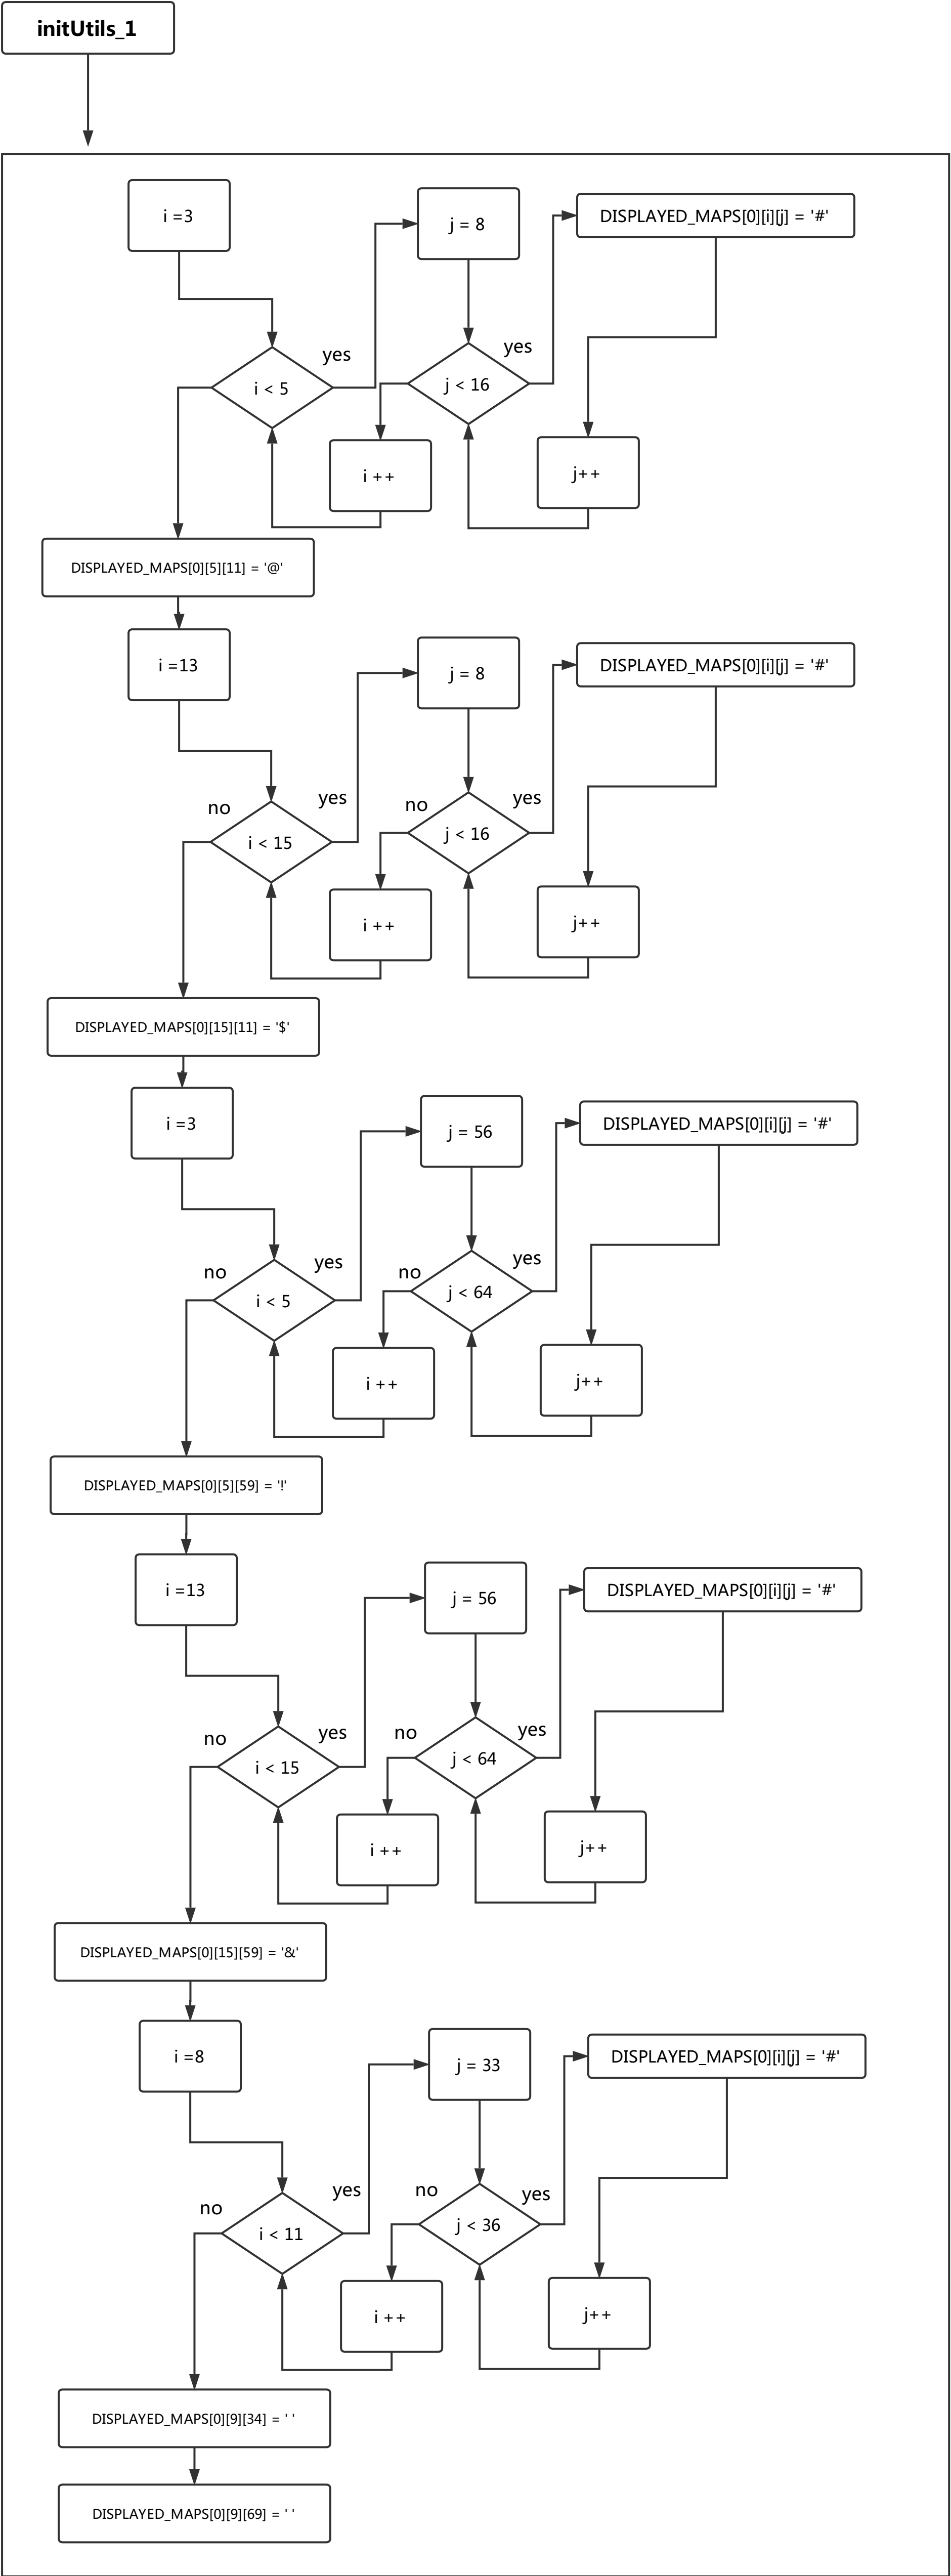 initUtils_1
i =3
j = 8
DISPLAYED_MAPS[0][i][j] = '#'
yes
yes
i < 5
j < 16
i ++
j++
DISPLAYED_MAPS[0][5][11] = '@'
i =13
j = 8
DISPLAYED_MAPS[0][i][j] = '#'
no
yes
no
yes
i < 15
j < 16
i ++
j++
DISPLAYED_MAPS[0][15][11] = '$'
i =3
j = 56
DISPLAYED_MAPS[0][i][j] = '#'
no
yes
no
yes
i < 5
j < 64
i ++
j++
DISPLAYED_MAPS[0][5][59] = '!'
i =13
j = 56
DISPLAYED_MAPS[0][i][j] = '#'
no
yes
no
yes
i < 15
j < 64
i ++
j++
DISPLAYED_MAPS[0][15][59] = '&'
i =8
j = 33
DISPLAYED_MAPS[0][i][j] = '#'
no
yes
no
yes
i < 11
j < 36
i ++
j++
DISPLAYED_MAPS[0][9][34] = ' '
DISPLAYED_MAPS[0][9][69] = ' '